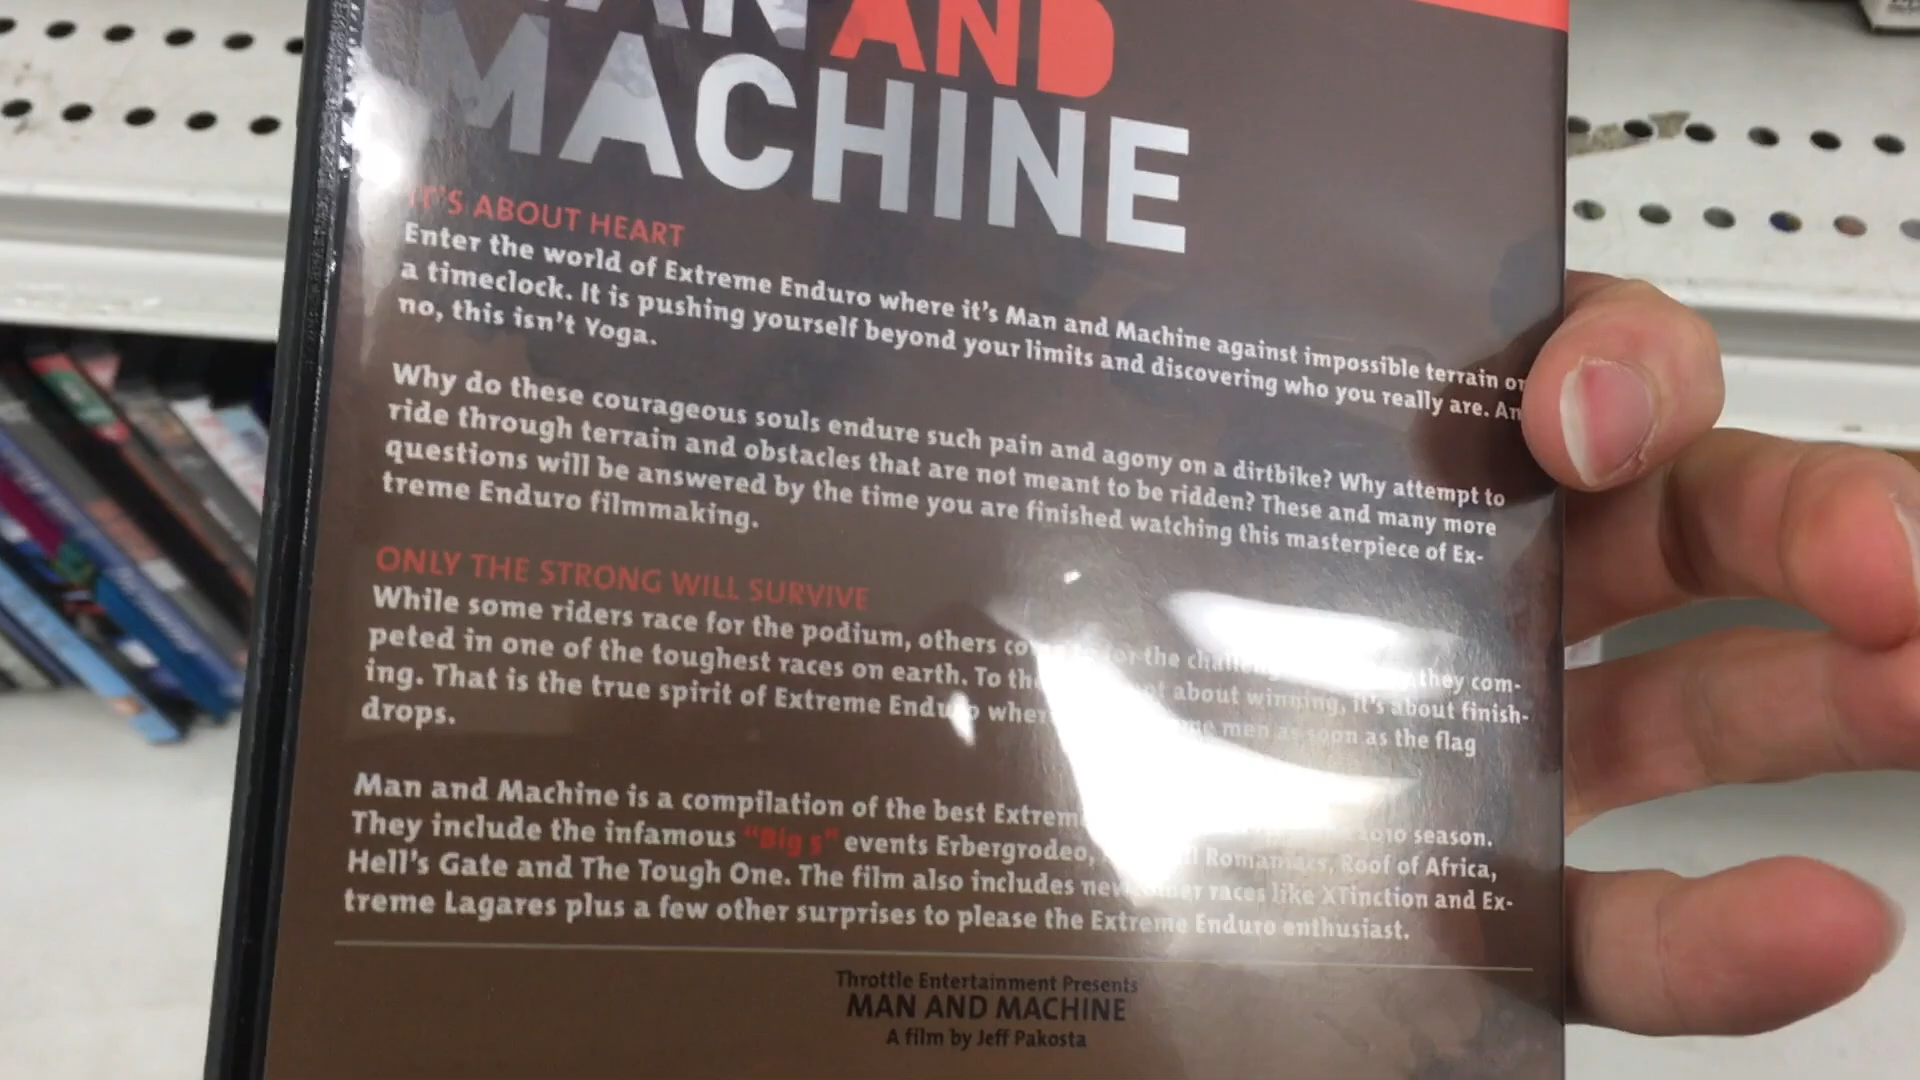 MAN AND
MACHINE
IT'S ABOUT HEART
Enter the world of Extreme Enduro where it's Man and Machine against impossible terrain on
a timeclock. It is pushing yourself beyond your limits and discovering who you really are. An
no, this isn't Yoga.
Why do these courageous souls endure such pain and agony on a dirtbike? Why attempt to
ride through terrain and obstacles that are not meant to be ridden? These and many more
questions will be answered by the time you are finished watching this masterpiece of Ex-
treme Enduro filmmaking.
ONLY THE STRONG WILL SURVIVE
While some riders race for the podium, others for the they com-
peted in one of the toughest races on earth. To about winning, it's about finish-
ing. That is the true spirit of Extreme Enduro men as soon as the flag
drops.
Man and Machine is a compilation of the best 2010 season.
They include the infamous "Big 5" events Erbergrodeo, Romaniacs, Roof of Africa,
Hell's Gate and The Tough One. The film also includes races like XTinction and Ex-
treme Lagares plus a few other surprises to please the Extreme Enduro enthusiast.
Throttle Entertainment Presents
MAN AND MACHINE
A film by Jeff Pakosta